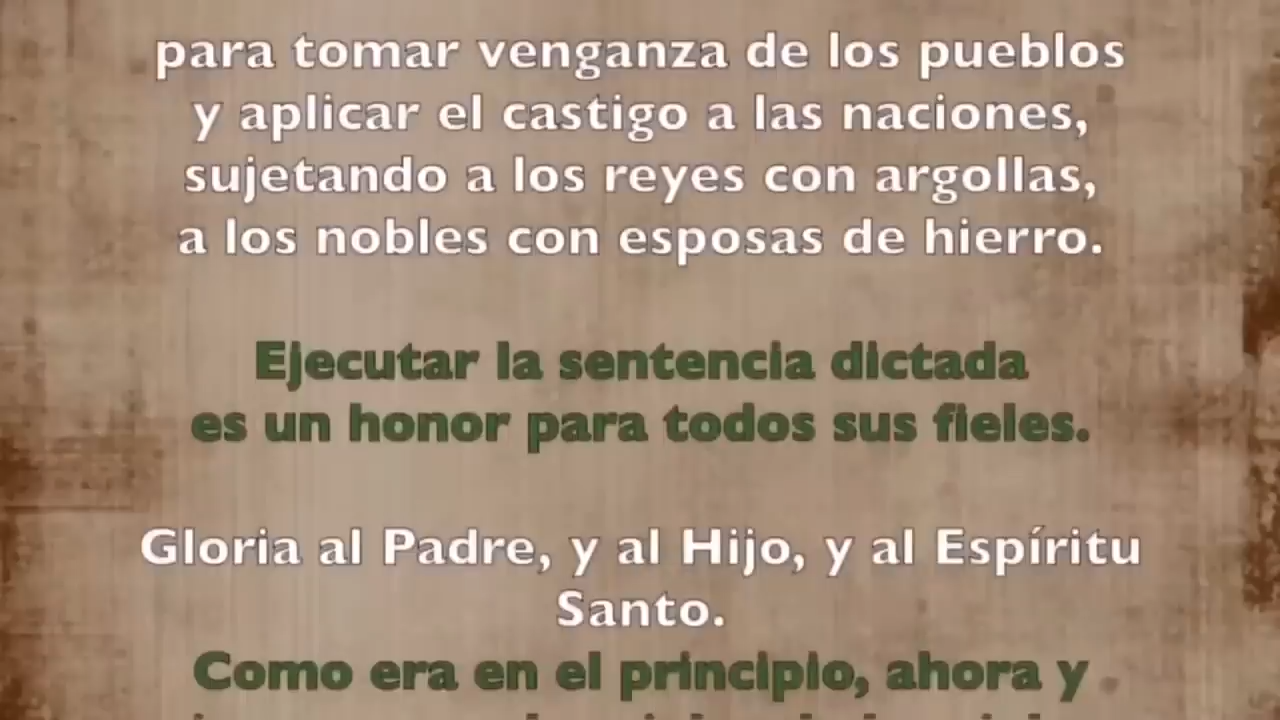 para tomar venganza de los pueblos
y aplicar el castigo a las naciones,
sujetando a los reyes con argollas,
a los nobles con esposas de hierro.
Ejecutar la sentencia dictada
es un honor para todos sus fieles.
Gloria al Padre, y al Hijo, y al Espíritu
Santo.
Como era en el principio, ahora y